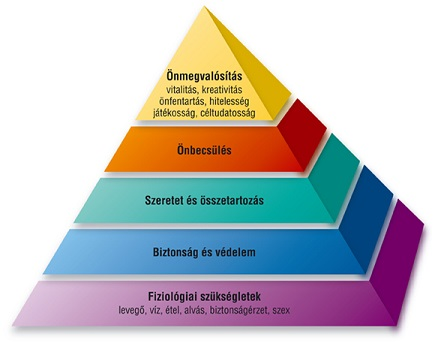 Önmegvalósítás
vitalitás, kreativitás
önfentartás, hitelesség
játékosság, céltudatosság
Önbecsülés
Szeretet és összetartozás
Biztonság és védelem
Fiziológiai szükségletek
levegő, víz, étel, alvás, biztonságérzet, szex